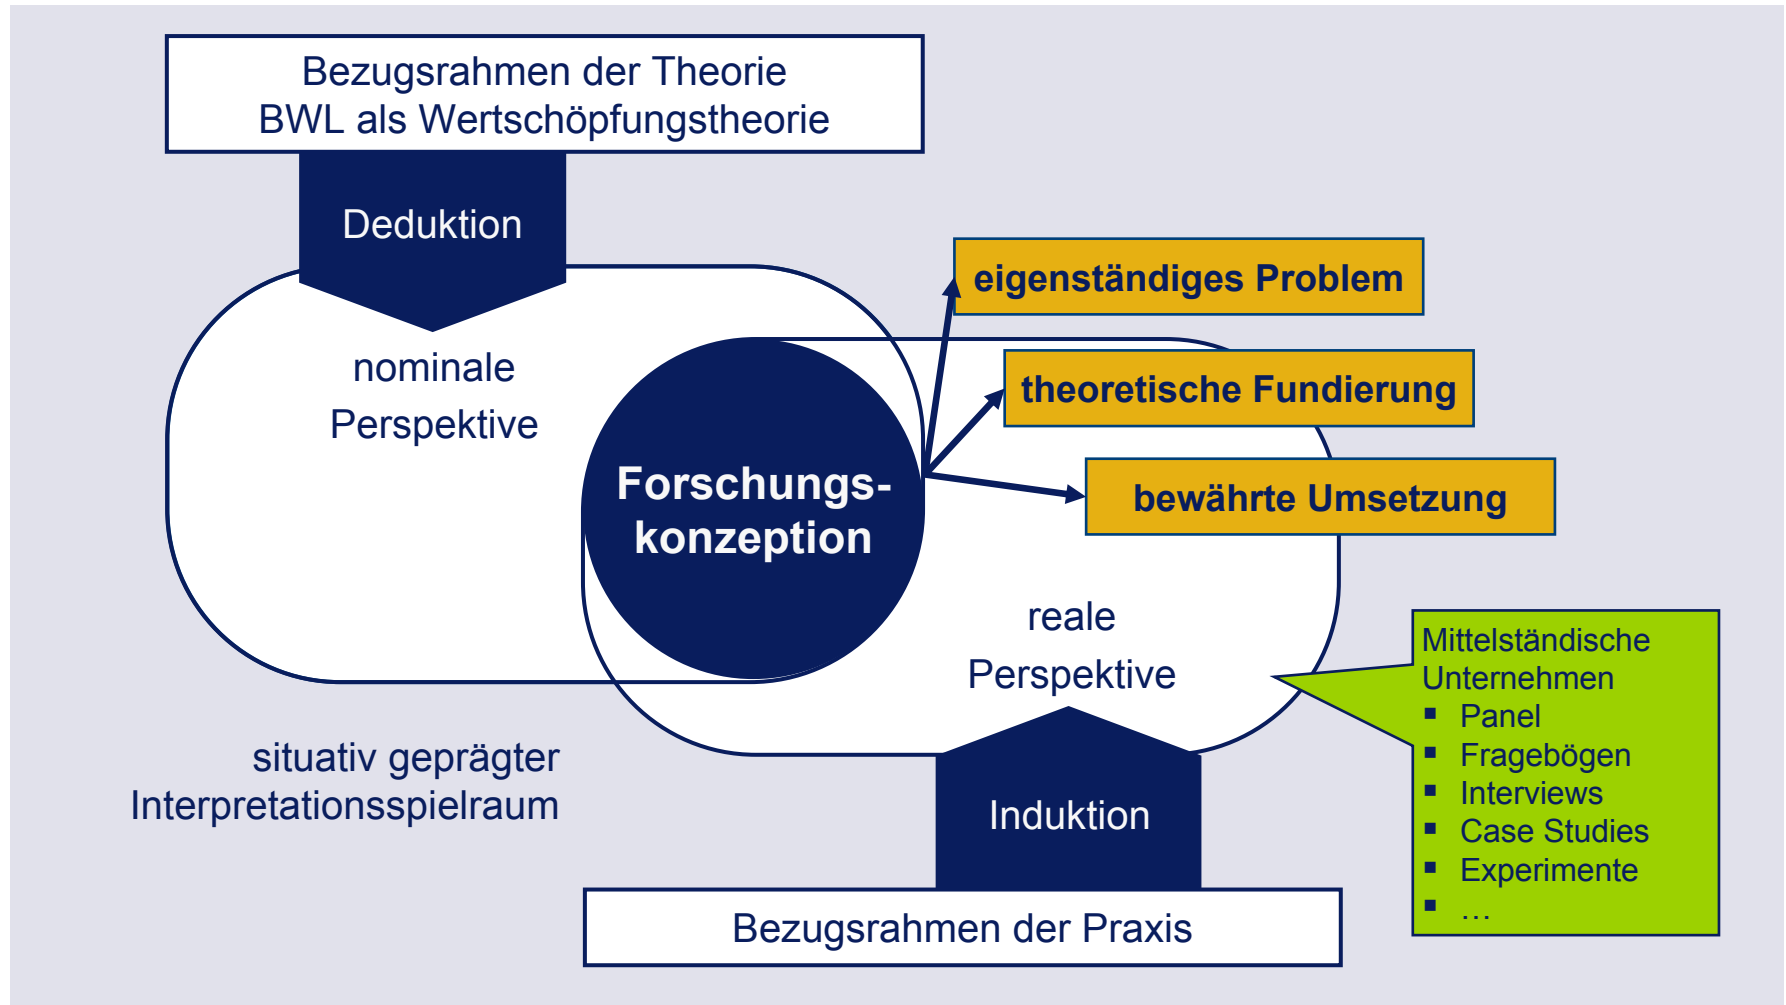 Bezugsrahmen der Theorie
BWL als Wertschöpfungstheorie
Deduktion
nominale
Perspektive
eigenständiges Problem
theoretische Fundierung
bewährte Umsetzung
Forschungs-
konzeption
reale
Perspektive
Mittelständische
Unternehmen
▪ Panel
▪ Fragebögen
▪ Interviews
▪ Case Studies
▪ Experimente
▪ …
situativ geprägter
Interpretationsspielraum
Induktion
Bezugsrahmen der Praxis